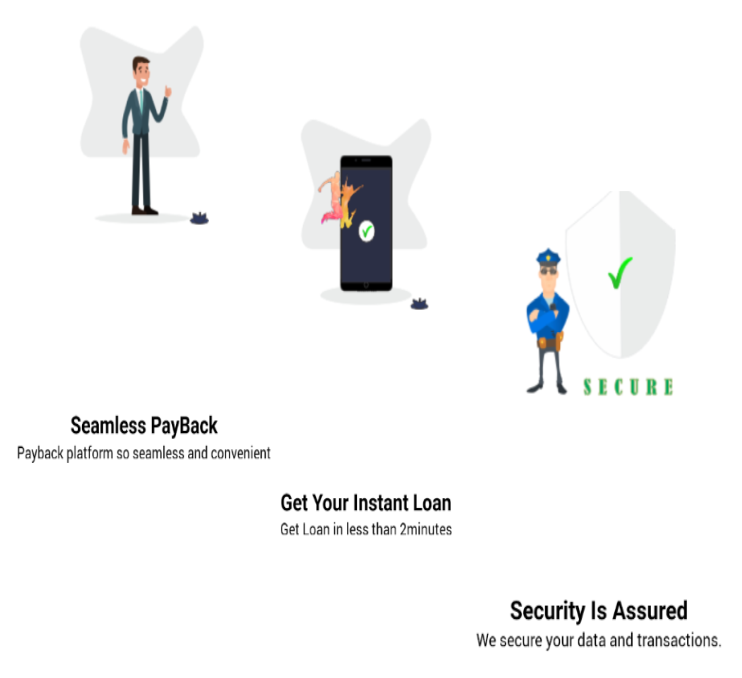 SECURE
Seamless PayBack
Payback platform so seamless and convenient
Get Your Instant Loan
Get Loan in less than 2minutes
Security Is Assured
We secure your data and transactions.